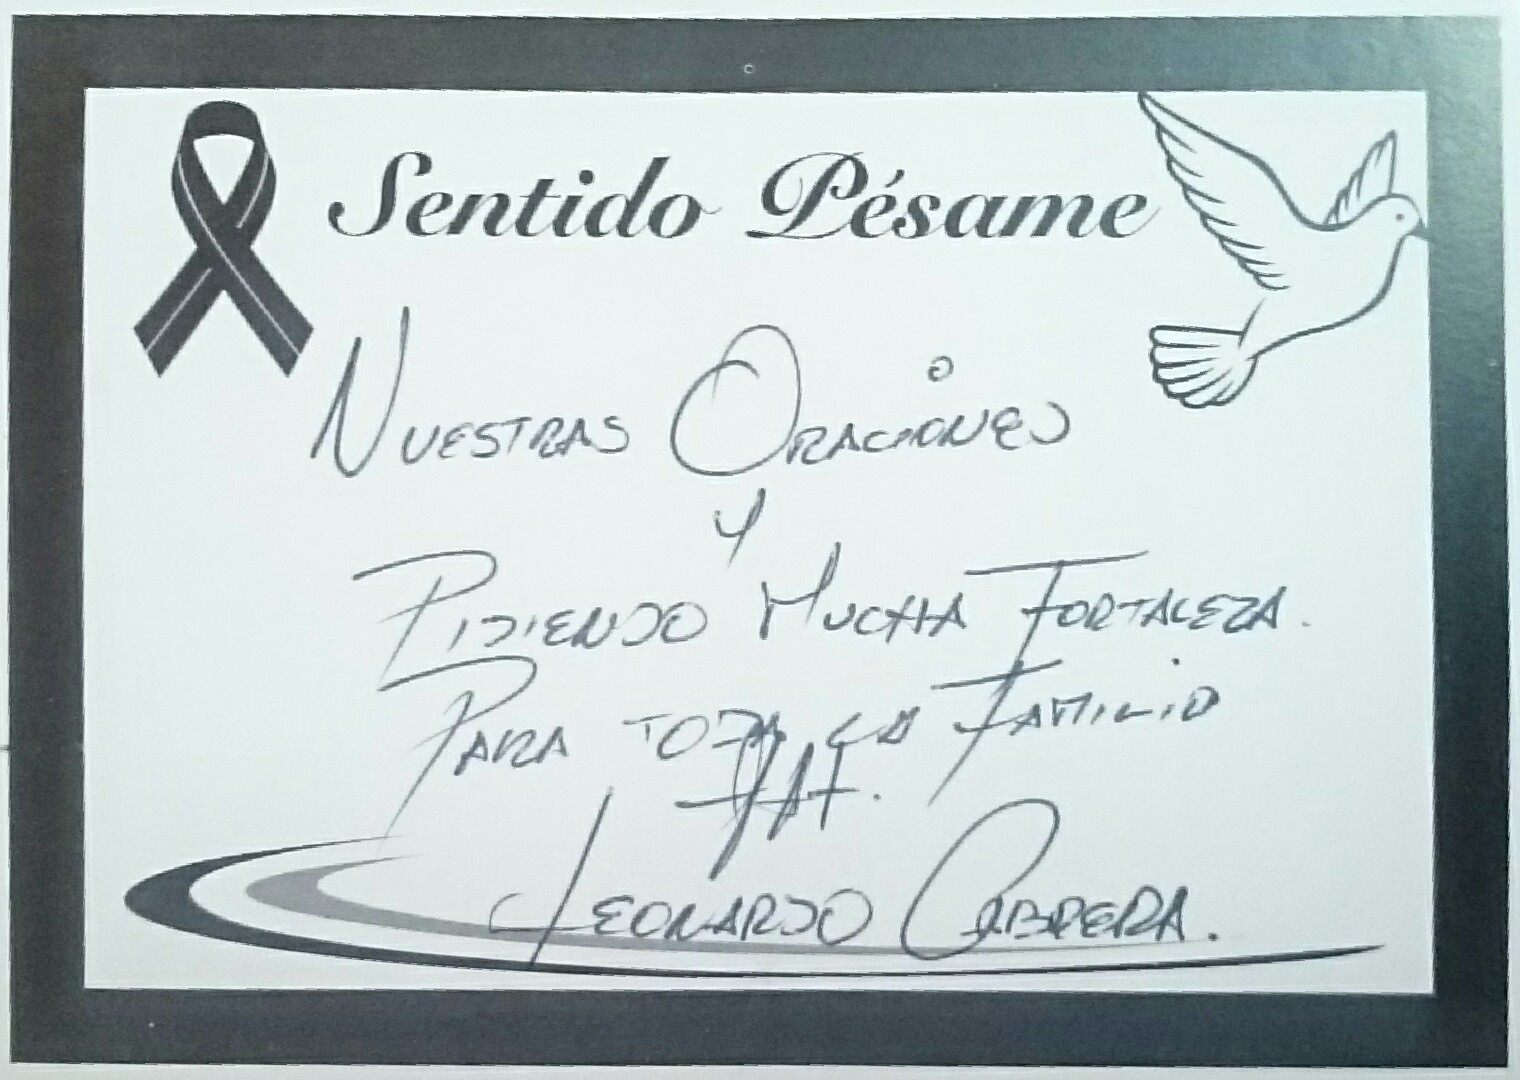 Sentido Pésame
NUESTRAS ORACIONES
Y
PIDIENDO MUCHA FORTALEZA.
PARA TODA LA FAMILIA
LEONARDO CABRERA.